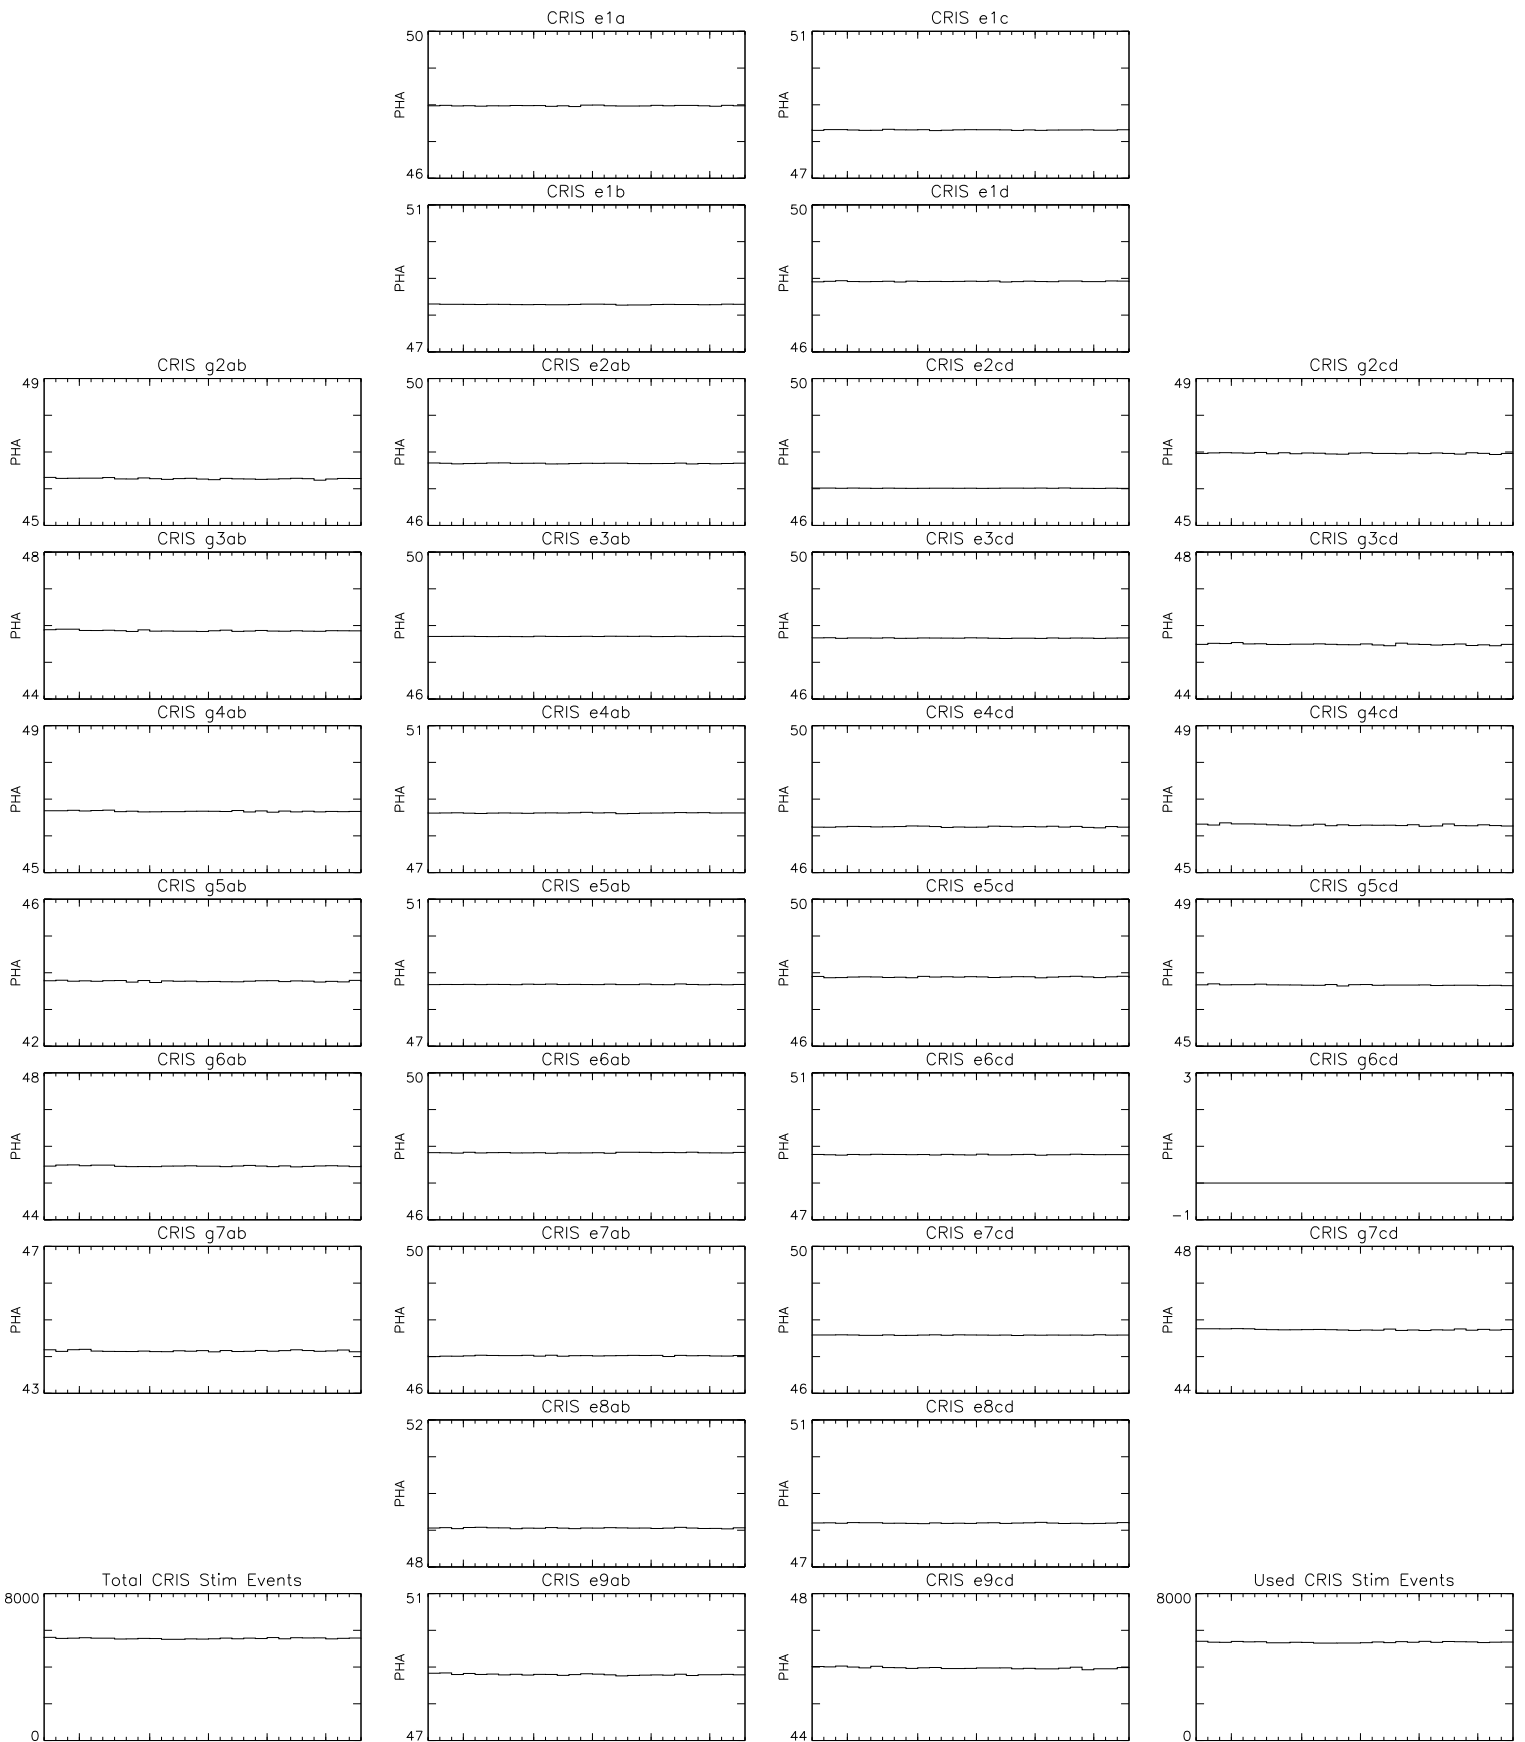 CRIS e1a
CRIS e1c
50
PHA
46
51
PHA
47
CRIS e1b
CRIS e1d
51
PHA
47
50
PHA
46
CRIS g2ab
CRIS e2ab
CRIS e2cd
CRIS g2cd
49
PHA
45
50
PHA
46
50
PHA
46
49
PHA
45
CRIS g3ab
CRIS e3ab
CRIS e3cd
CRIS g3cd
48
PHA
44
50
PHA
46
50
PHA
46
48
PHA
44
CRIS g4ab
CRIS e4ab
CRIS e4cd
CRIS g4cd
49
PHA
45
51
PHA
47
50
PHA
46
49
PHA
45
CRIS g5ab
CRIS e5ab
CRIS e5cd
CRIS g5cd
46
PHA
42
51
PHA
47
50
PHA
46
49
PHA
45
CRIS g6ab
CRIS e6ab
CRIS e6cd
CRIS g6cd
48
PHA
44
50
PHA
46
51
PHA
47
3
PHA
-1
CRIS g7ab
CRIS e7ab
CRIS e7cd
CRIS g7cd
47
PHA
43
50
PHA
46
50
PHA
46
48
PHA
44
CRIS e8ab
CRIS e8cd
52
PHA
48
51
PHA
47
Total CRIS Stim Events
CRIS e9ab
CRIS e9cd
Used CRIS Stim Events
8000
0
51
PHA
47
48
PHA
44
8000
0